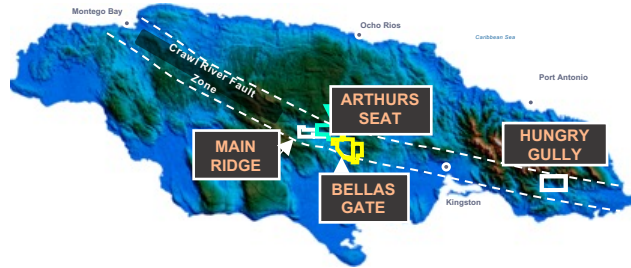 Montego Bay
Ocho Rios
Caribbean Sea
Crawl River Fault
Zone
Port Antonio
ARTHURS
SEAT
HUNGRY
GULLY
MAIN
RIDGE
BELLAS
GATE
Kingston